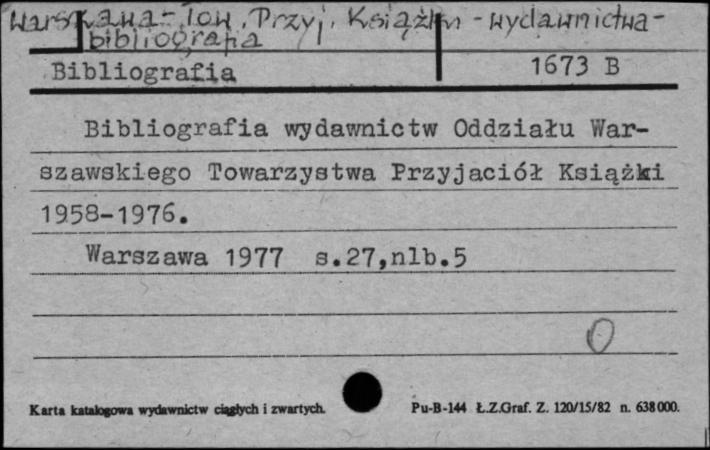 Warszawa - Tow. Przyj. Książki - wydawnictwa -
bibliografia
Bibliografia 1673 B
Bibliografia wydawnictw Oddziału War-
szawskiego Towarzystwa Przyjaciół Książki
1958-1976.
Warszawa 1977 s.27,nlb.5
0
Karta katalogowa wydawnictw ciągłych i zwartych. Pu-B-144 Ł.Z.Graf. Z. 120/15/82 n. 638000.